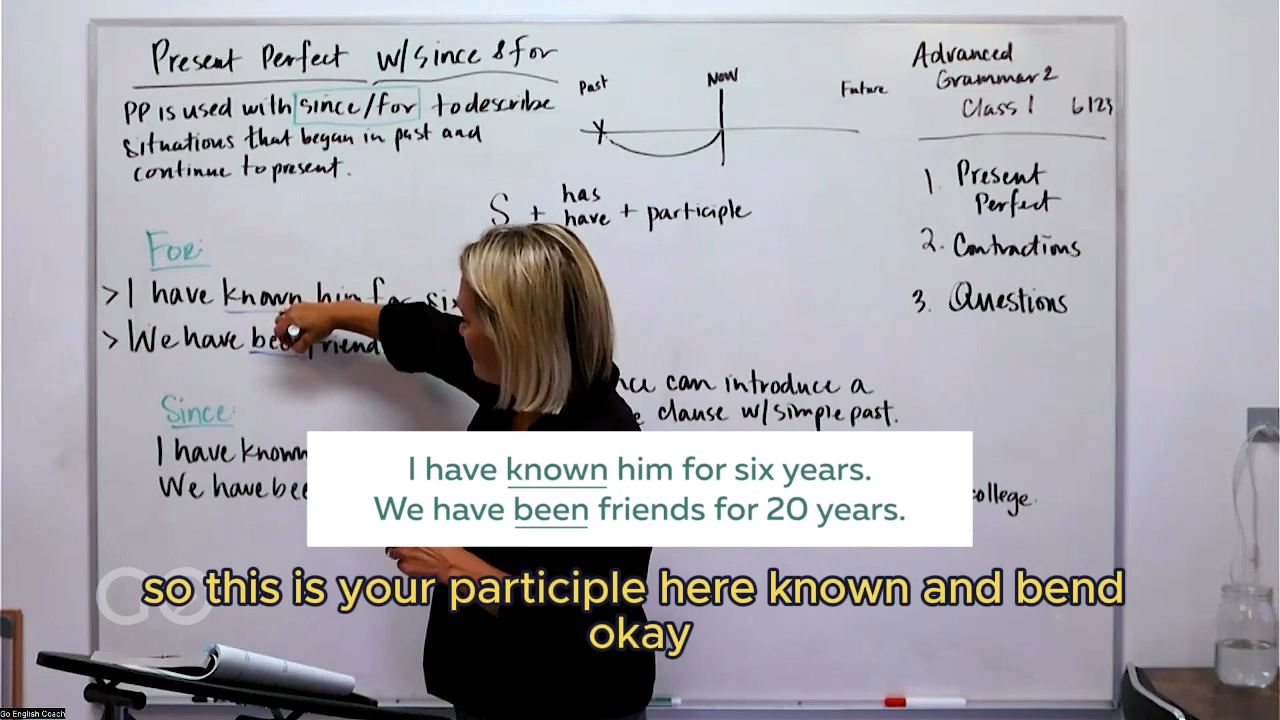 Present Perfect w/since & for
PP is used with since/for to describe
situations that began in past and
continue to present.
Past
Now
Future
S + has
have + participle
Advanced
Grammar 2
Class 1 6123
1. Present
Perfect
2. Contractions
3. Questions
For:
> I have known him for six
> We have been friend
Since:
I have known
We have bee
can introduce a
clause w/simple past.
college.
I have known him for six years.
We have been friends for 20 years.
so this is your participle here known and bend
okay
Go English Coach